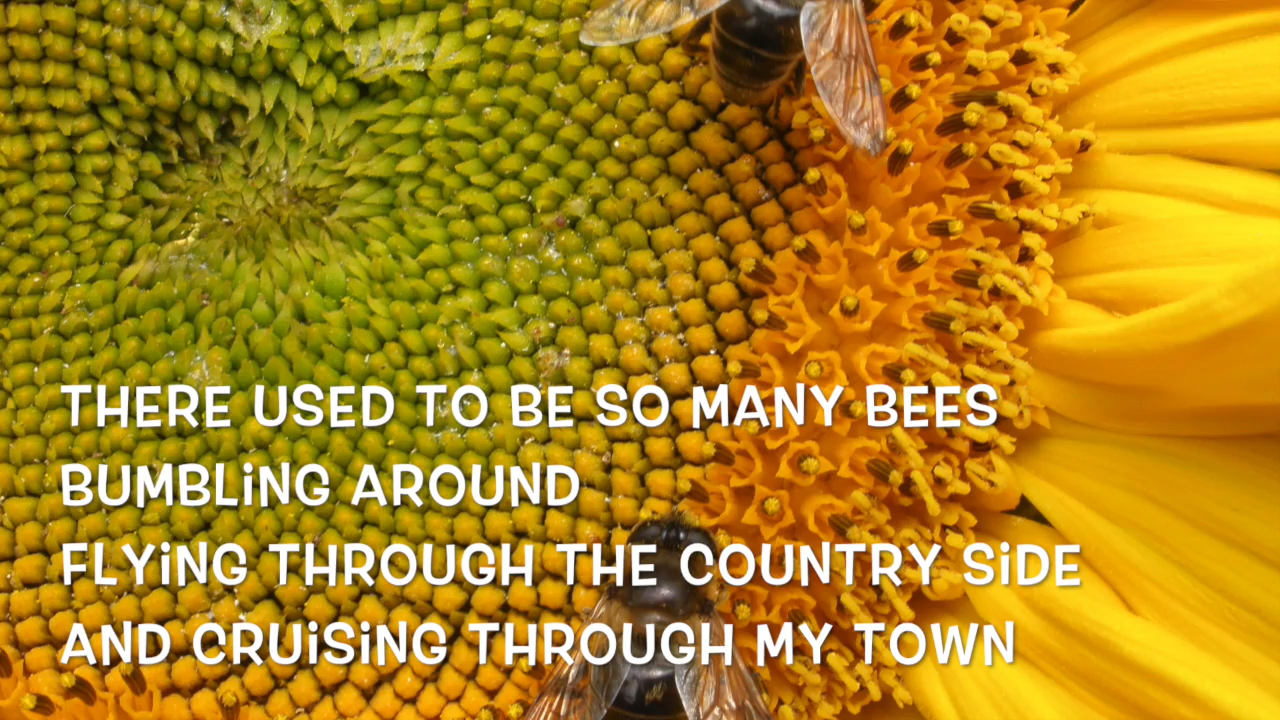 THERE USED TO BE SO MANY BEES
BUMBLiNG AROUND
FLYiNG THROUGH THE COUNTRY SiDE
AND CRUiSiNG THROUGH MY TOWN